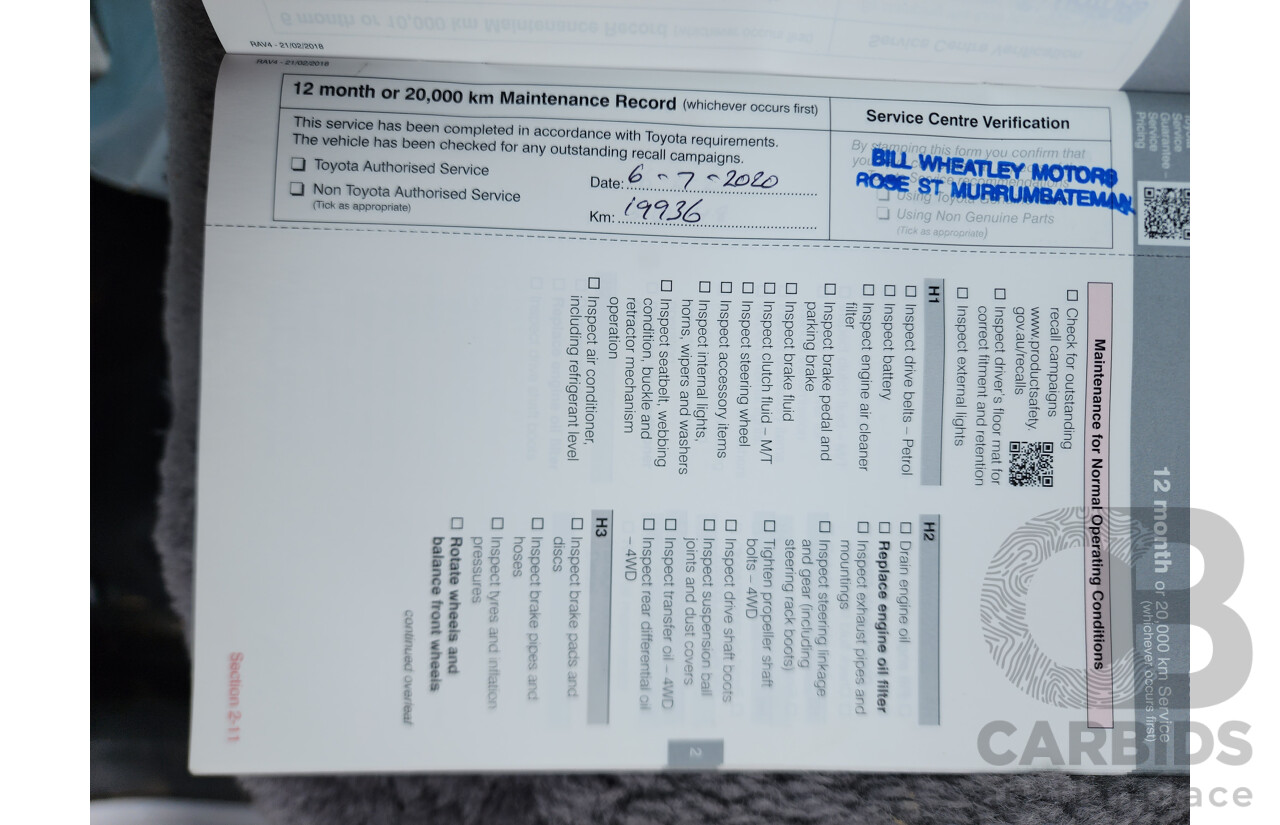 RAV4 - 21/02/2018
RAV4 - 21/02/2018
12 month or 20,000 km Maintenance Record (whichever occurs first)
This service has been completed in accordance with Toyota requirements.
The vehicle has been checked for any outstanding recall campaigns.
Toyota Authorised Service
Non Toyota Authorised Service
(Tick as appropriate)
Date: 6 - 7 - 2020
Km: 19936
Service Centre Verification
By stamping this form you confirm that
BILL WHEATLEY MOTORS
ROSE ST MURRUMBATEMAN
Using Non Genuine Parts
(Tick as appropriate)
12 month or 20,000 km Service
(whichever occurs first)
Maintenance for Normal Operating Conditions
Check for outstanding
recall campaigns
www.productsafety.
gov.au/recalls
Inspect driver's floor mat for
correct fitment and retention
Inspect external lights
H1
Inspect drive belts – Petrol
Inspect battery
Inspect engine air cleaner
filter
Inspect brake pedal and
parking brake
Inspect brake fluid
Inspect clutch fluid – M/T
Inspect steering wheel
Inspect accessory items
Inspect internal lights,
horns, wipers and washers
Inspect seatbelt, webbing
condition, buckle and
retractor mechanism
operation
Inspect air conditioner,
including refrigerant level
H2
Drain engine oil
Replace engine oil filter
Inspect exhaust pipes and
mountings
Inspect steering linkage
and gear (including
steering rack boots)
Tighten propeller shaft
bolts – 4WD
Inspect drive shaft boots
Inspect suspension ball
joints and dust covers
Inspect transfer oil – 4WD
Inspect rear differential oil
– 4WD
H3
Inspect brake pads and
discs
Inspect brake pipes and
hoses
Inspect tyres and inflation
pressures
Rotate wheels and
balance front wheels
continued overleaf
2
Section 2-11
CARBIDS